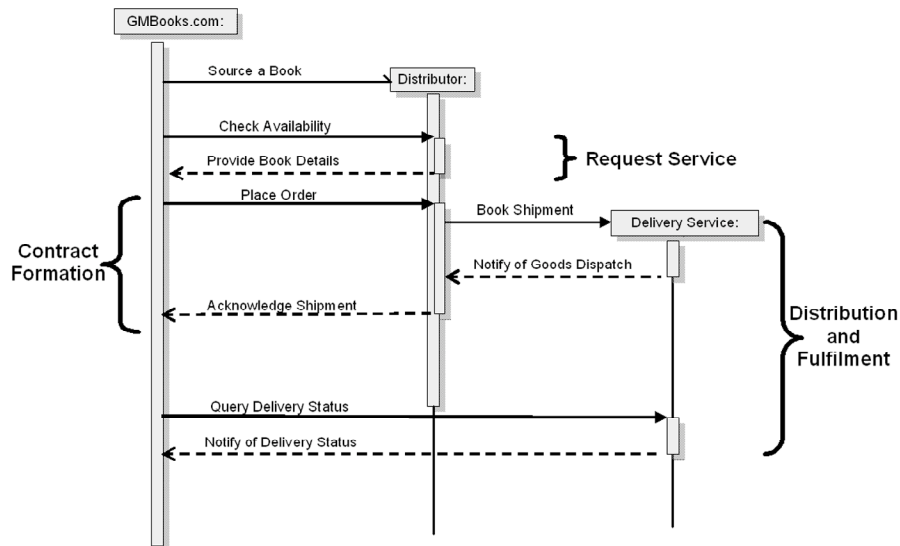 GMBooks.com:
Source a Book
Distributor:
Check Availability
Provide Book Details
Request Service
Place Order
Book Shipment
Delivery Service:
Contract
Formation
Notify of Goods Dispatch
Acknowledge Shipment
Distribution
and
Fulfilment
Query Delivery Status
Notify of Delivery Status